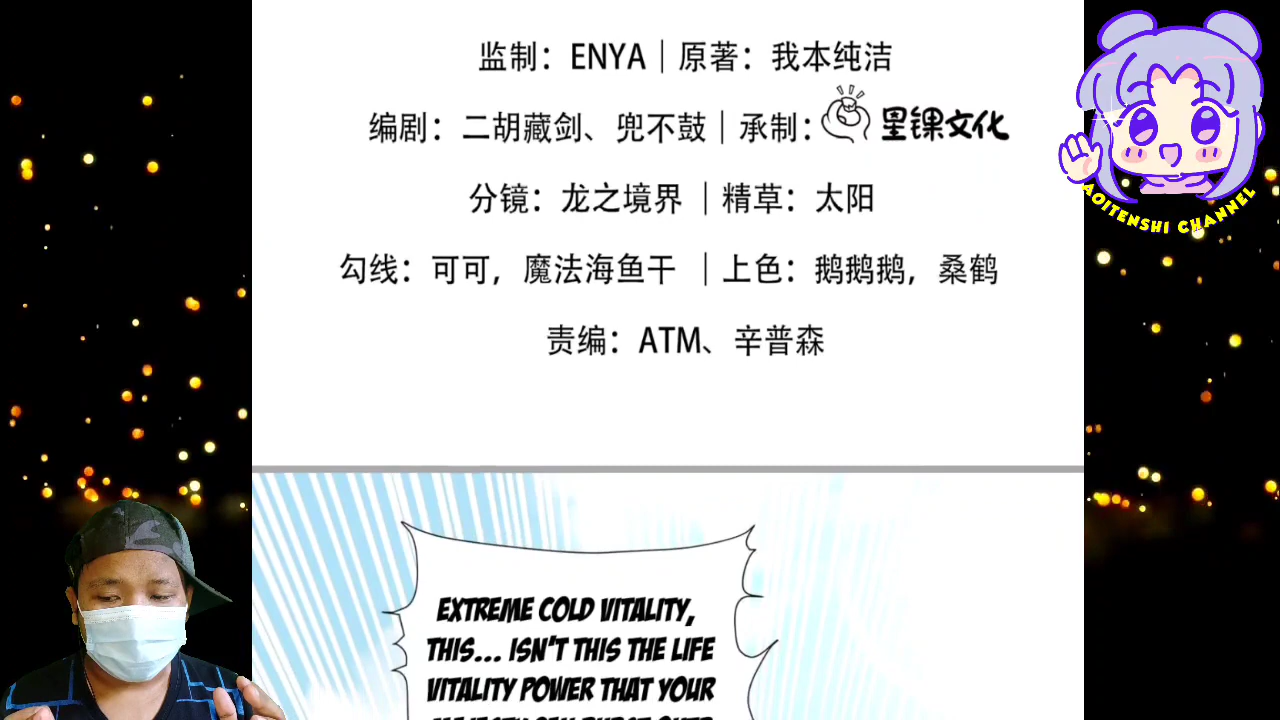 监制：ENYA｜原著：我本纯洁
编剧：二胡藏剑、兜不鼓｜承制：星锞文化
分镜：龙之境界｜精草：太阳
勾线：可可，魔法海鱼干｜上色：鹅鹅鹅，桑鹤
责编：ATM、辛普森
AOITENSHI CHANNEL
EXTREME COLD VITALITY,
THIS... ISN'T THIS THE LIFE
VITALITY POWER THAT YOUR